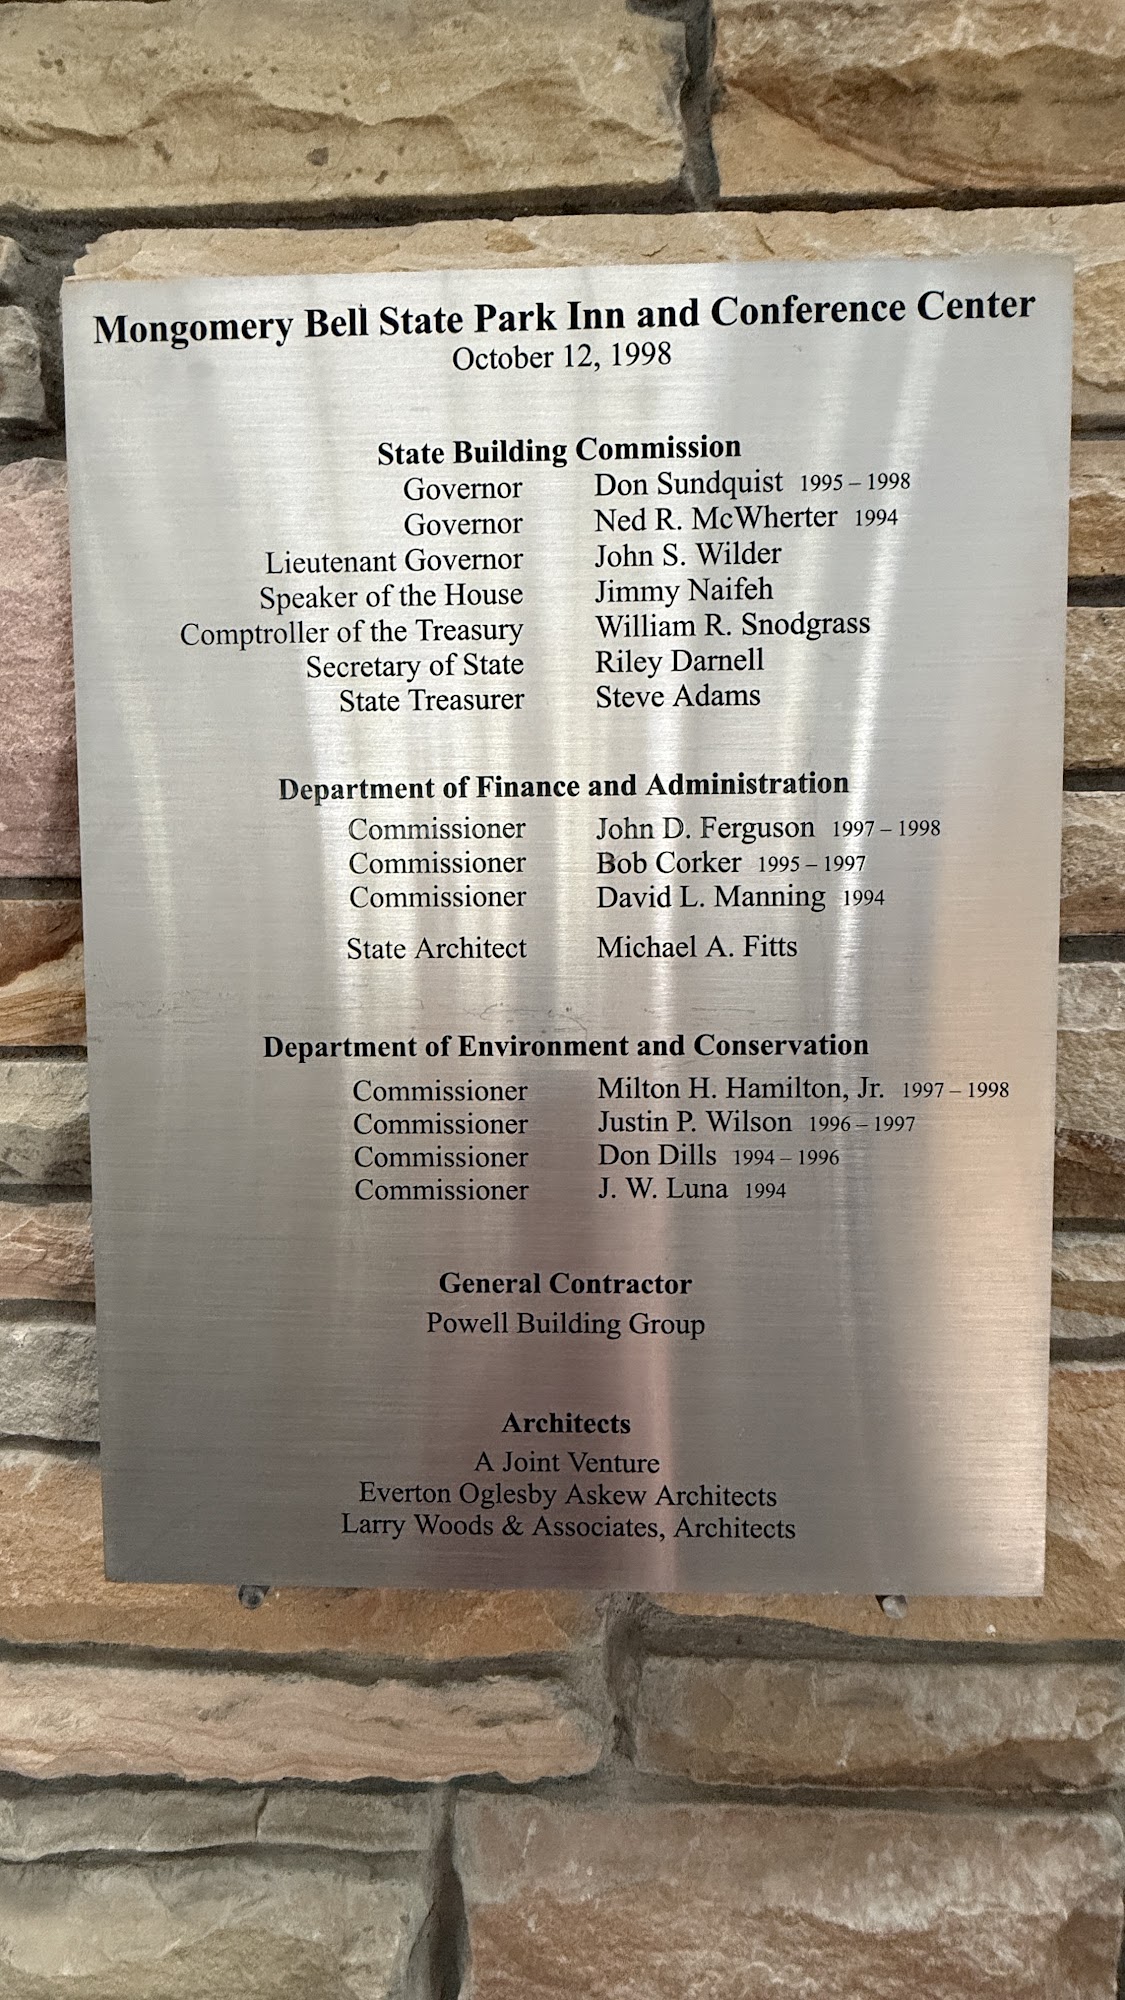 Mongomery Bell State Park Inn and Conference Center
October 12, 1998
State Building Commission
Governor Don Sundquist 1995 – 1998
Governor Ned R. McWherter 1994
Lieutenant Governor John S. Wilder
Speaker of the House Jimmy Naifeh
Comptroller of the Treasury William R. Snodgrass
Secretary of State Riley Darnell
State Treasurer Steve Adams
Department of Finance and Administration
Commissioner John D. Ferguson 1997 – 1998
Commissioner Bob Corker 1995 – 1997
Commissioner David L. Manning 1994
State Architect Michael A. Fitts
Department of Environment and Conservation
Commissioner Milton H. Hamilton, Jr. 1997 – 1998
Commissioner Justin P. Wilson 1996 – 1997
Commissioner Don Dills 1994 – 1996
Commissioner J. W. Luna 1994
General Contractor
Powell Building Group
Architects
A Joint Venture
Everton Oglesby Askew Architects
Larry Woods & Associates, Architects